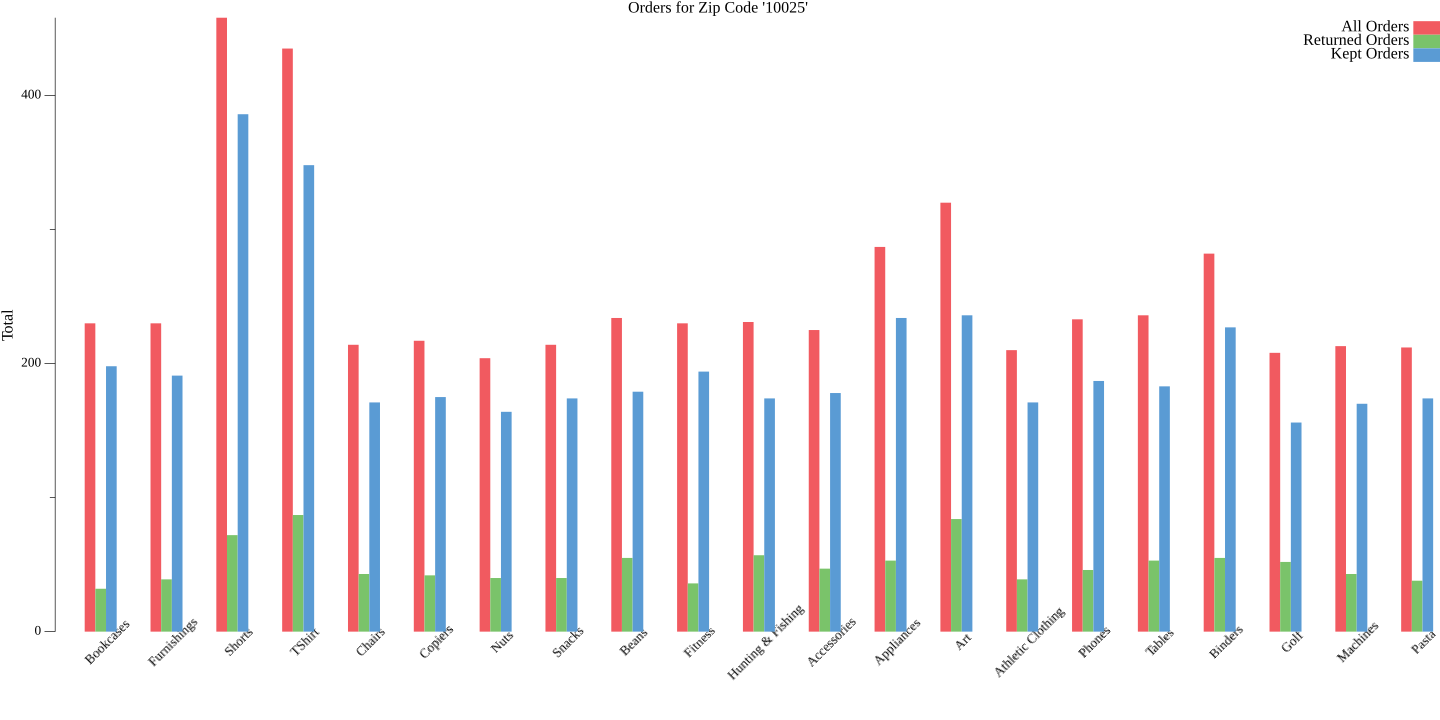 Orders for Zip Code '10025'
All Orders
Returned Orders
Kept Orders
Total
400
200
0
Bookcases
Furnishings
Shorts
TShirt
Chairs
Copiers
Nuts
Snacks
Beans
Fitness
Hunting & Fishing
Accessories
Appliances
Art
Athletic Clothing
Phones
Tables
Binders
Golf
Machines
Pasta